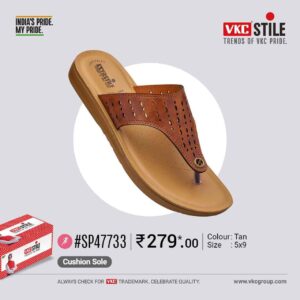 INDIA'S PRIDE.
MY PRIDE.
VKC STILE
TRENDS OF VKC PRIDE.
#SP47733
₹279*.00
Colour : Tan
Size : 5x9
Cushion Sole
ALWAYS CHECK FOR VKC TRADEMARK. CELEBRATE QUALITY.
www.vkcgroup.com